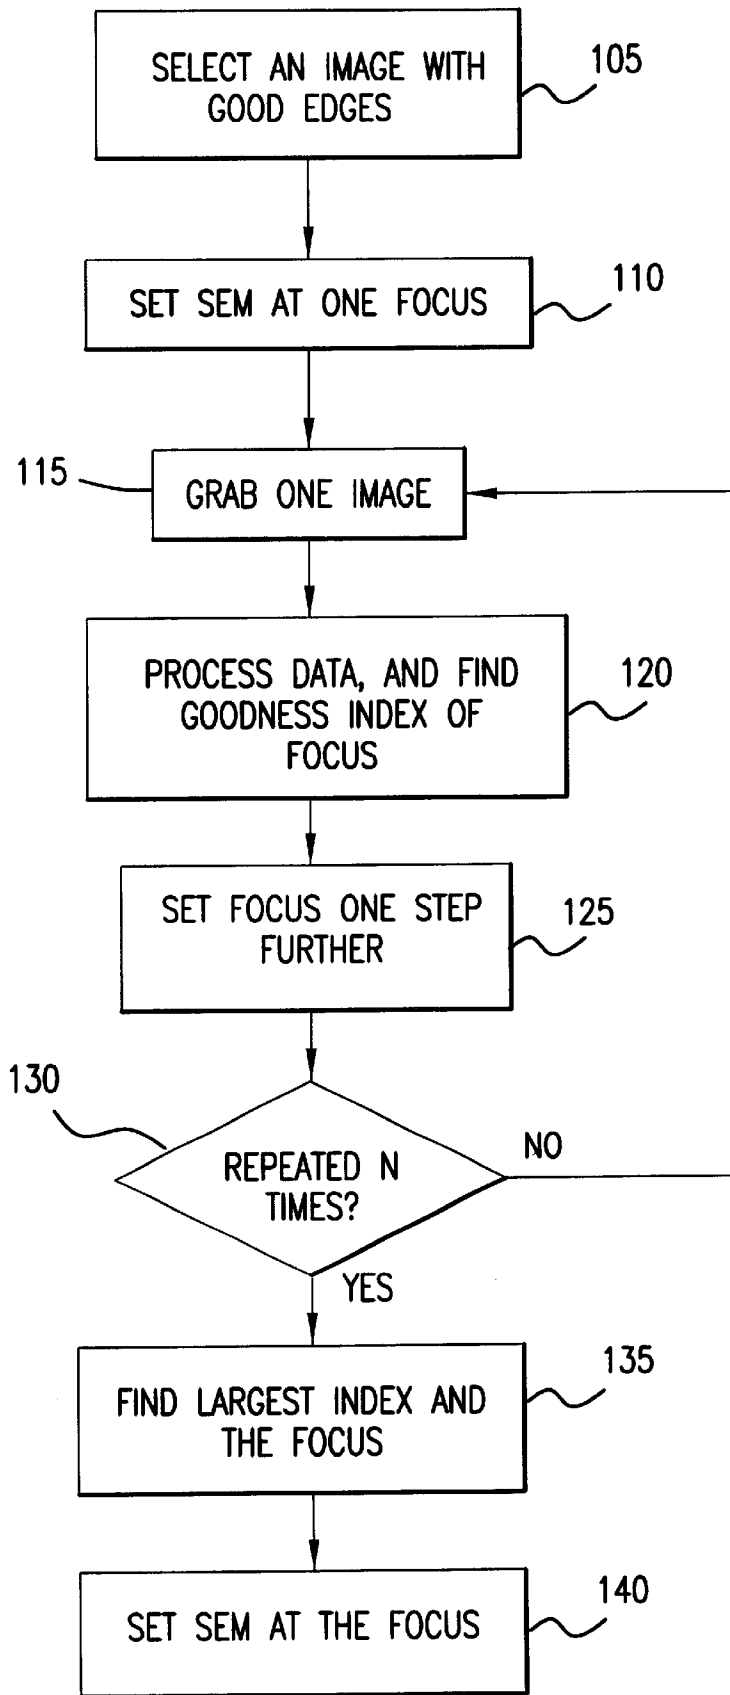 SELECT AN IMAGE WITH
GOOD EDGES
105
SET SEM AT ONE FOCUS
110
115
GRAB ONE IMAGE
PROCESS DATA, AND FIND
GOODNESS INDEX OF
FOCUS
120
SET FOCUS ONE STEP
FURTHER
125
130
REPEATED N
TIMES?
NO
YES
FIND LARGEST INDEX AND
THE FOCUS
135
SET SEM AT THE FOCUS
140